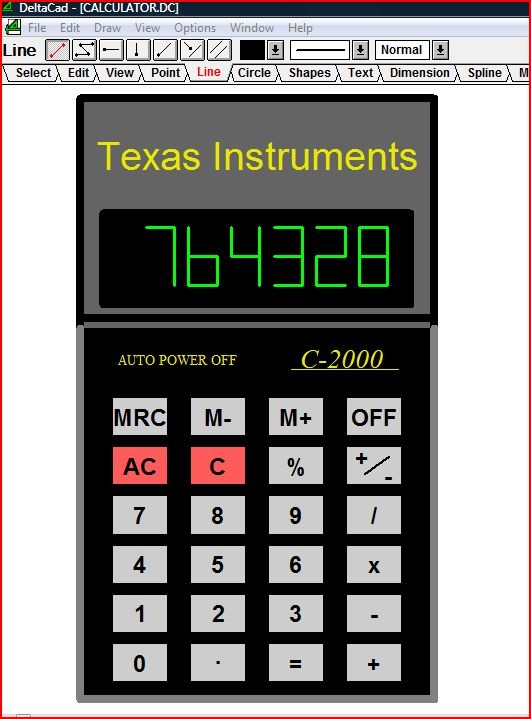 DeltaCad - [CALCULATOR.DC]
File Edit Draw View Options Window Help
Line Normal
Select Edit View Point Line Circle Shapes Text Dimension Spline M
Texas Instruments
764328
AUTO POWER OFF C-2000
MRC M- M+ OFF
AC C % +/-
7 8 9 /
4 5 6 x
1 2 3 -
0 . = +